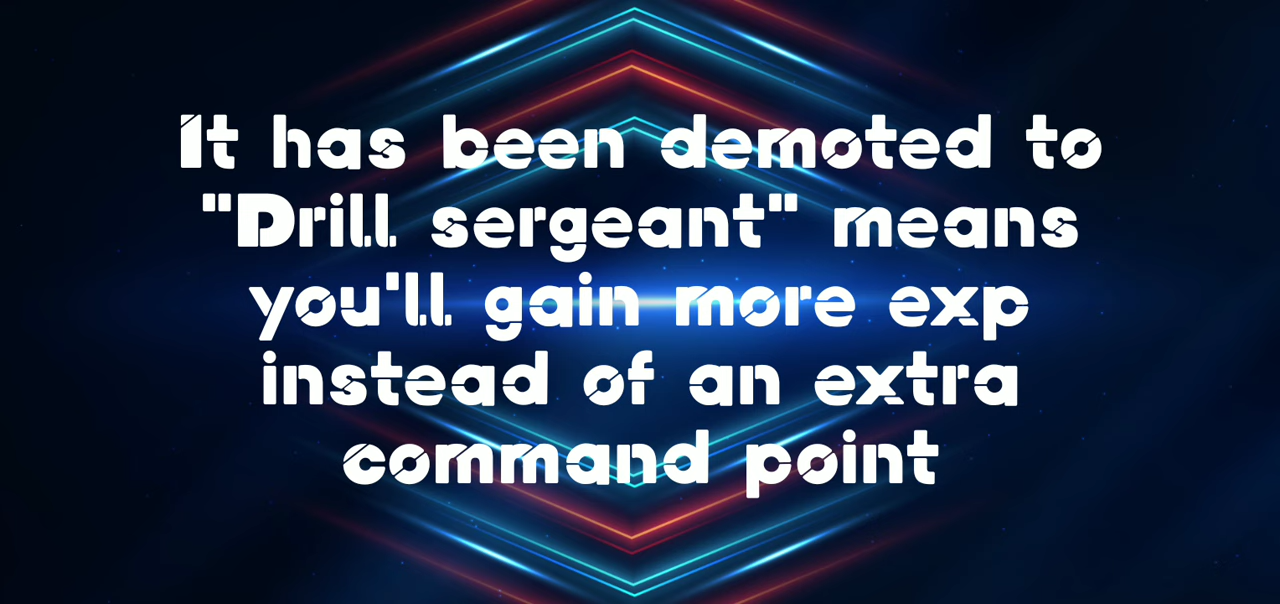 It has been demoted to
"Drill sergeant" means
you'll gain more exp
instead of an extra
command point